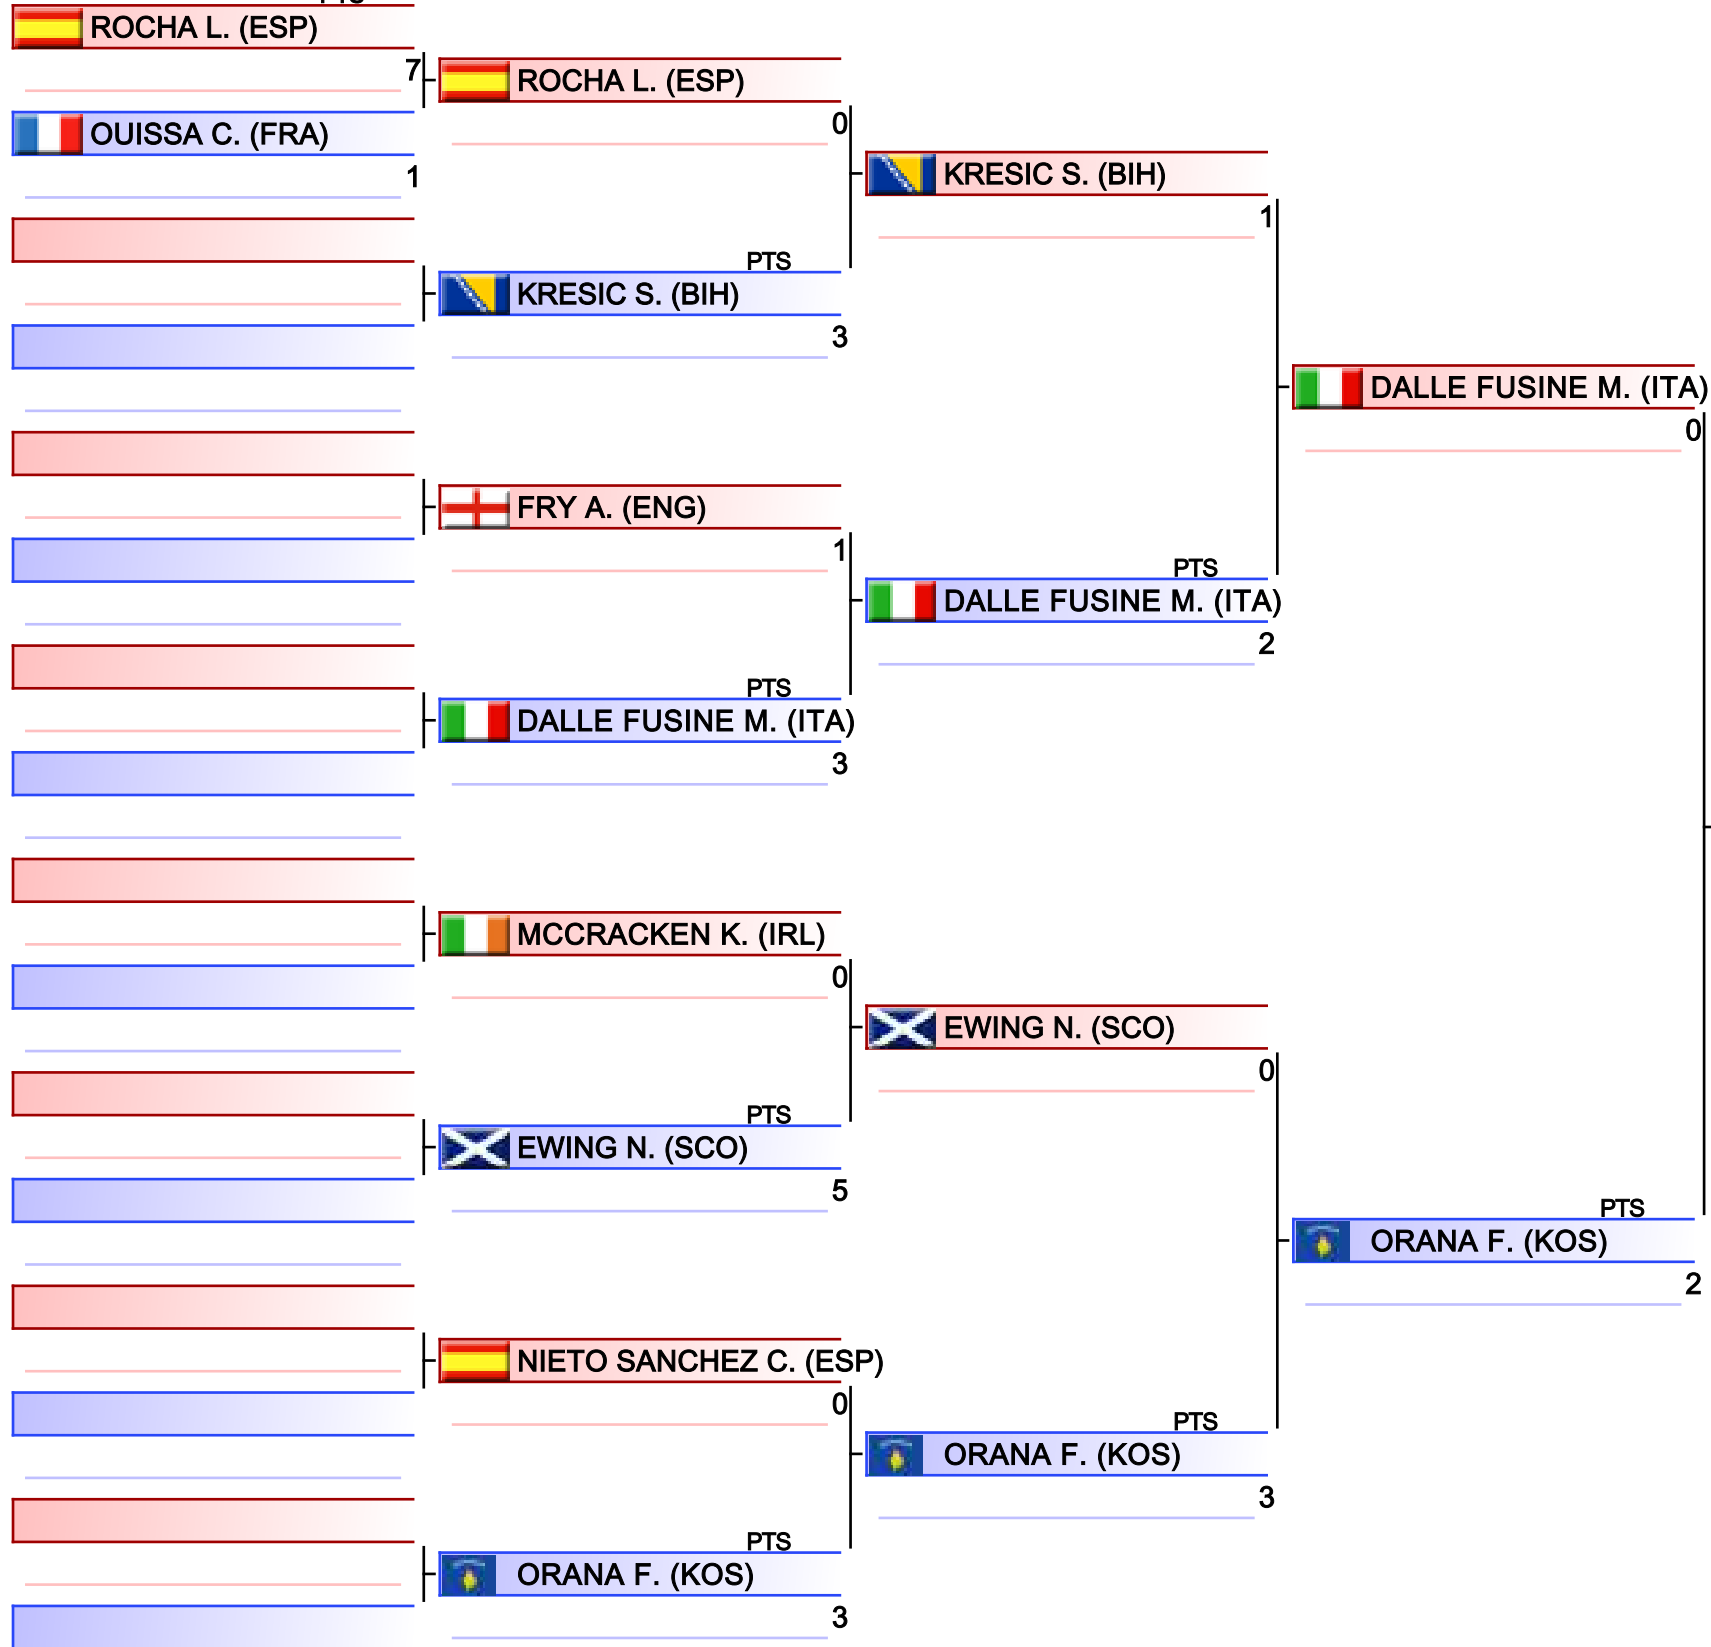 PTS
ROCHA L. (ESP)
7
OUISSA C. (FRA)
1
ROCHA L. (ESP)
0
PTS
KRESIC S. (BIH)
3
FRY A. (ENG)
1
PTS
DALLE FUSINE M. (ITA)
3
MCCRACKEN K. (IRL)
0
PTS
EWING N. (SCO)
5
NIETO SANCHEZ C. (ESP)
0
PTS
ORANA F. (KOS)
3
KRESIC S. (BIH)
1
PTS
DALLE FUSINE M. (ITA)
2
EWING N. (SCO)
0
PTS
ORANA F. (KOS)
3
DALLE FUSINE M. (ITA)
0
PTS
ORANA F. (KOS)
2